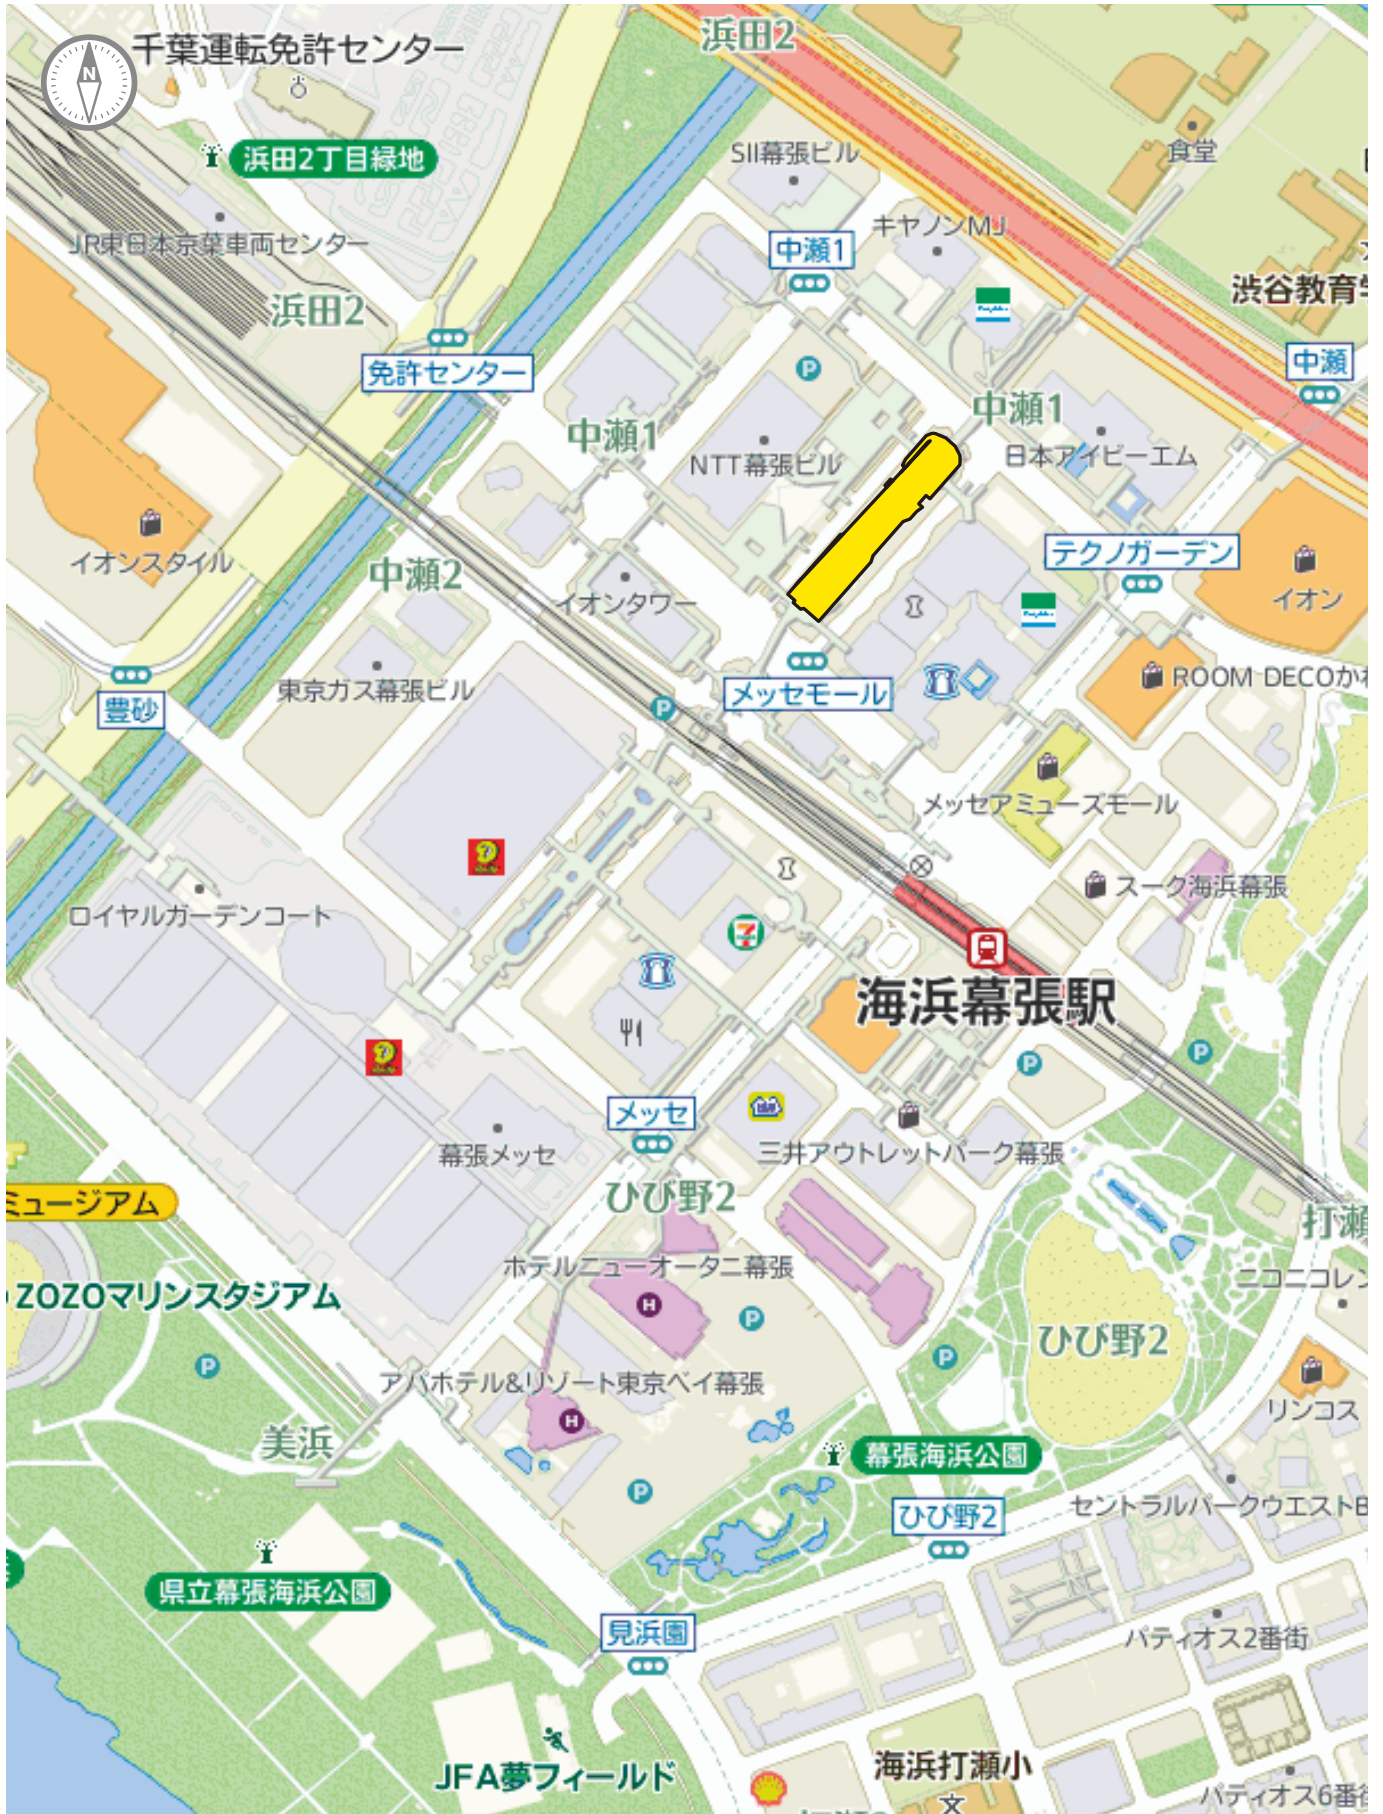 浜田2
千葉運転免許センター
N
浜田2丁目緑地
SII幕張ビル
食堂
JR東日本京葉車両センター
キヤノンMJ
中瀬1
浜田2
渋谷教育学
中瀬
免許センター
中瀬1
中瀬1
NTT幕張ビル
日本アイビーエム
テクノガーデン
イオンスタイル
中瀬2
イオンタワー
イオン
東京ガス幕張ビル
メッセモール
ROOM DECOかね
豊砂
P
メッセアミューズモール
スーク海浜幕張
ロイヤルガーデンコート
7
海浜幕張駅
P
P
メッセ
幕張メッセ
三井アウトレットパーク幕張
ミュージアム
ひび野2
打瀬
ホテルニューオータニ幕張
ニコニコレン
ZOZOマリンスタジアム
H
P
ひび野2
P
P
アパホテル&リゾート東京ベイ幕張
H
リンコス
美浜
幕張海浜公園
P
ひび野2
セントラルパークウエストB
県立幕張海浜公園
見浜園
パティオス2番街
JFA夢フィールド
海浜打瀬小
文
パティオス6番街